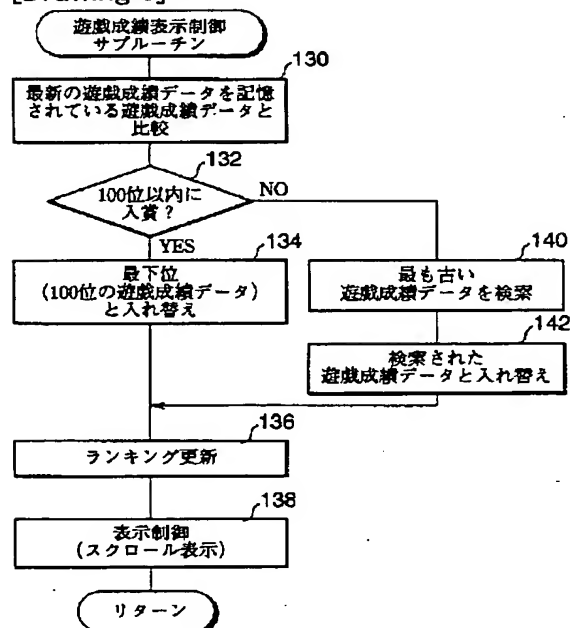 遊戯成績表示制御
サブルーチン
130
最新の遊戯成績データを記憶
されている遊戯成績データと
比較
132
100位以内に
入賞？
NO
YES
134
最下位
(100位の遊戯成績データ)
と入れ替え
140
最も古い
遊戯成績データを検索
142
検索された
遊戯成績データと入れ替え
136
ランキング更新
138
表示制御
(スクロール表示)
リターン